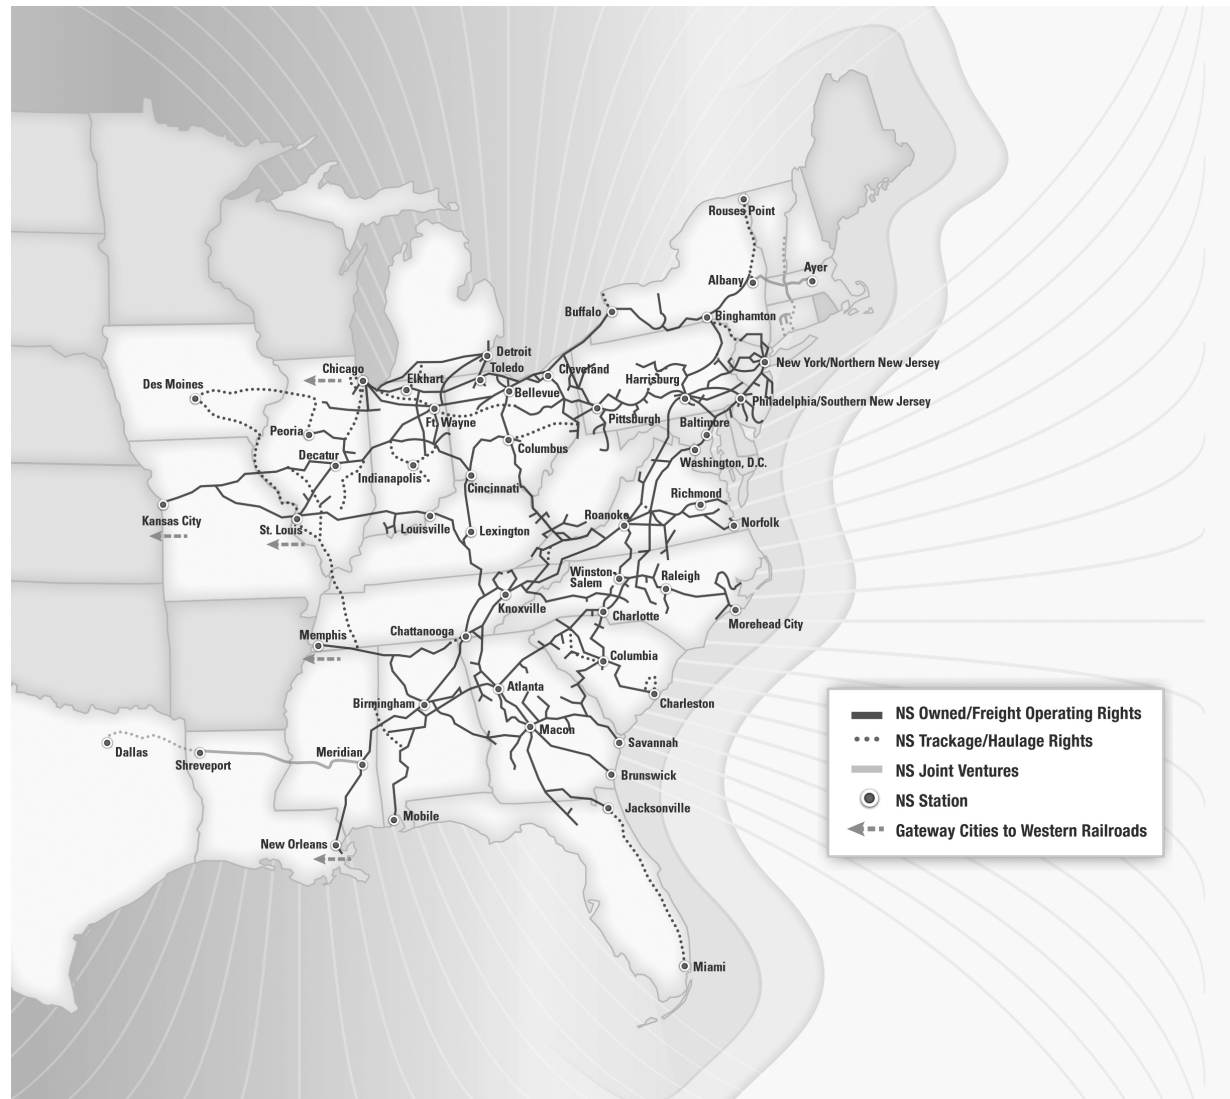 Rouses Point
Ayer
Albany
Buffalo
Binghamton
Detroit
Toledo
Cleveland
New York/Northern New Jersey
Chicago
Elkhart
Harrisburg
Des Moines
Bellevue
Philadelphia/Southern New Jersey
Ft. Wayne
Pittsburgh
Baltimore
Peoria
Columbus
Decatur
Washington, D.C.
Indianapolis
Cincinnati
Richmond
Kansas City
St. Louis
Louisville
Lexington
Roanoke
Norfolk
Winston
Salem
Raleigh
Knoxville
Charlotte
Morehead City
Memphis
Chattanooga
Columbia
Atlanta
Birmingham
Charleston
Macon
Dallas
Shreveport
Meridian
Savannah
Brunswick
Jacksonville
Mobile
New Orleans
Miami
NS Owned/Freight Operating Rights
NS Trackage/Haulage Rights
NS Joint Ventures
NS Station
Gateway Cities to Western Railroads